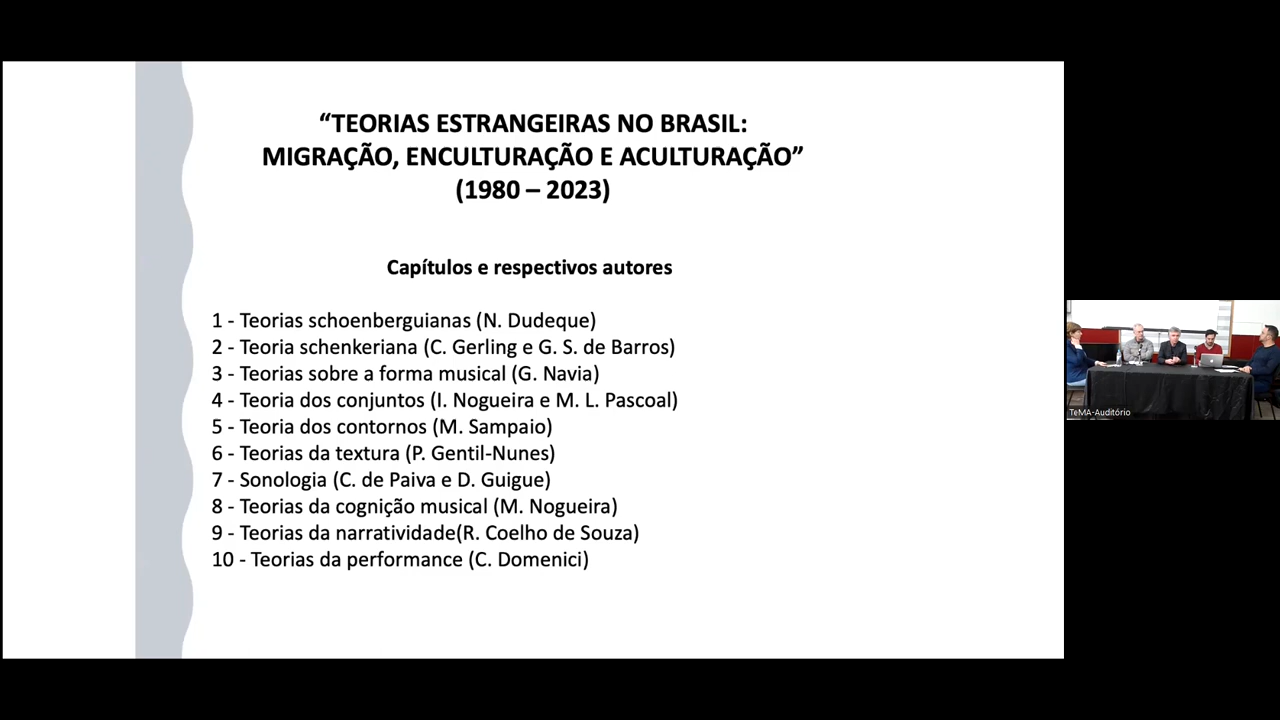 “TEORIAS ESTRANGEIRAS NO BRASIL:
MIGRAÇÃO, ENCULTURAÇÃO E ACULTURAÇÃO”
(1980 – 2023)
Capítulos e respectivos autores
1 - Teorias schoenberguianas (N. Dudeque)
2 - Teoria schenkeriana (C. Gerling e G. S. de Barros)
3 - Teorias sobre a forma musical (G. Navia)
4 - Teoria dos conjuntos (I. Nogueira e M. L. Pascoal)
5 - Teoria dos contornos (M. Sampaio)
6 - Teorias da textura (P. Gentil-Nunes)
7 - Sonologia (C. de Paiva e D. Guigue)
8 - Teorias da cognição musical (M. Nogueira)
9 - Teorias da narratividade(R. Coelho de Souza)
10 - Teorias da performance (C. Domenici)
TeMA-Auditório